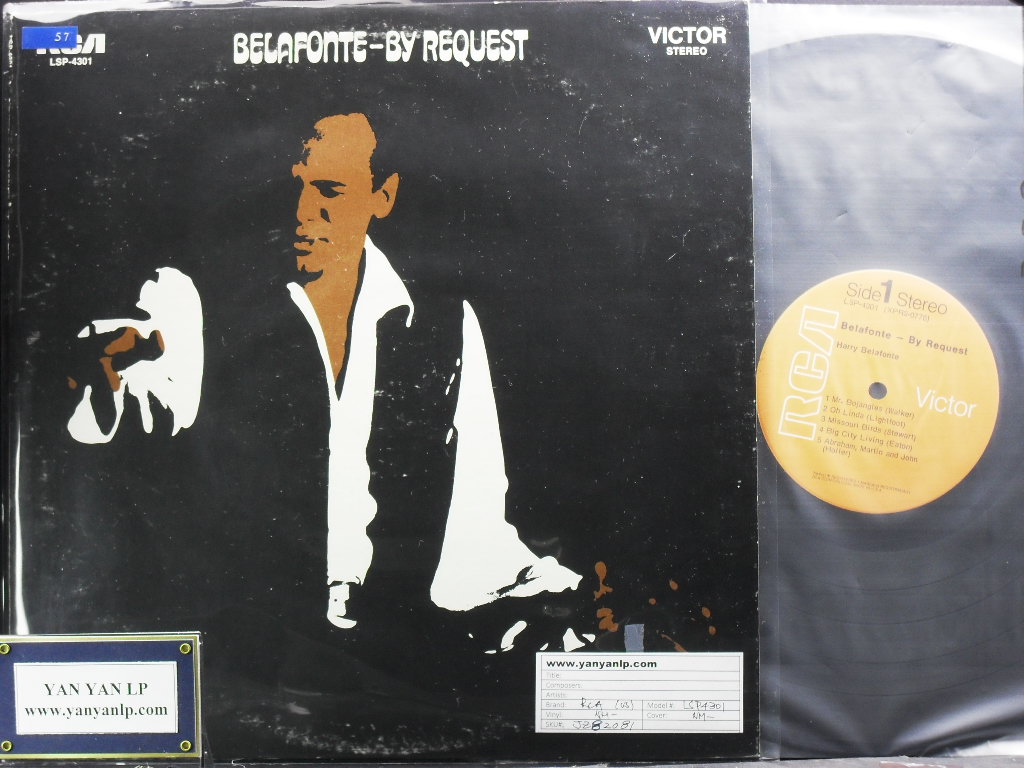 57
RCA
LSP-4301
BELAFONTE-BY REQUEST
VICTOR
STEREO
Side 1 Stereo
LSP-4301
Belafonte - By Request
Harry Belafonte
RCA
Victor
1 Mr. Bojangles (Walker)
2 Oh Linda (Lightfoot)
3 Missouri Birds (Stewart)
4 Big City Living (Eaton)
5 Abraham, Martin and John
(Holler)
YAN YAN LP
www.yanyanlp.com
www.yanyanlp.com
Title:
Composers:
Artists:
Brand: RCA (US) Model#: LSP4301
Vinyl: NM- Cover: NM-
SKU#: J282081